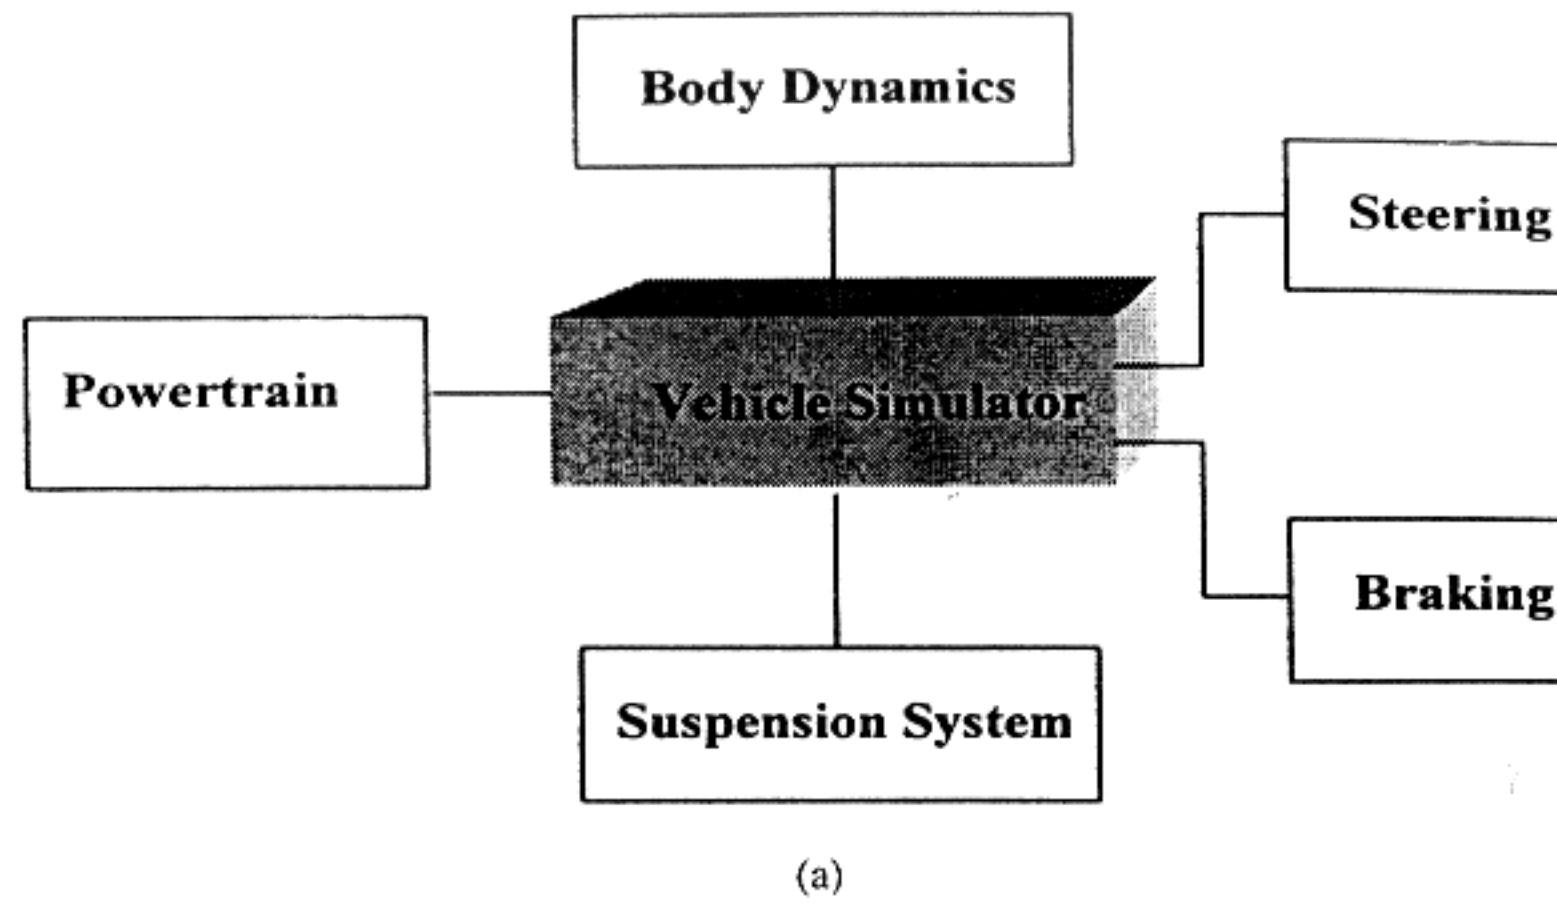 Body Dynamics
Steering
Powertrain
Vehicle Simulator
Braking
Suspension System
(a)